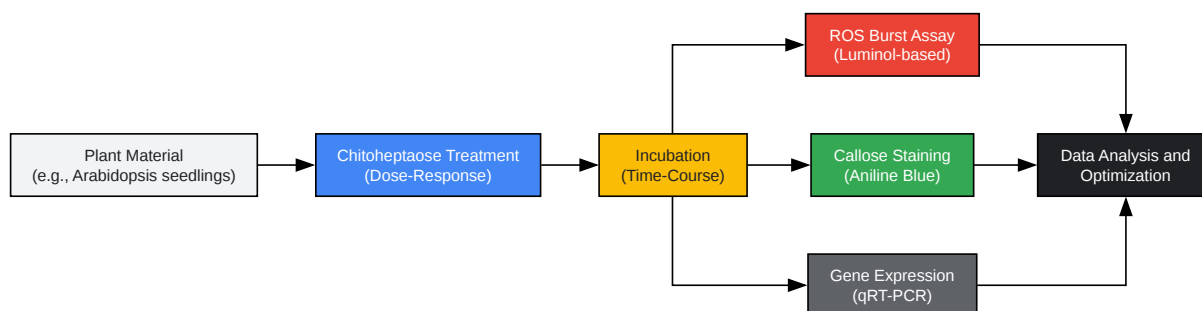 Plant Material
(e.g., Arabidopsis seedlings)
Chitoheptaose Treatment
(Dose-Response)
Incubation
(Time-Course)
ROS Burst Assay
(Luminol-based)
Callose Staining
(Aniline Blue)
Gene Expression
(qRT-PCR)
Data Analysis and
Optimization